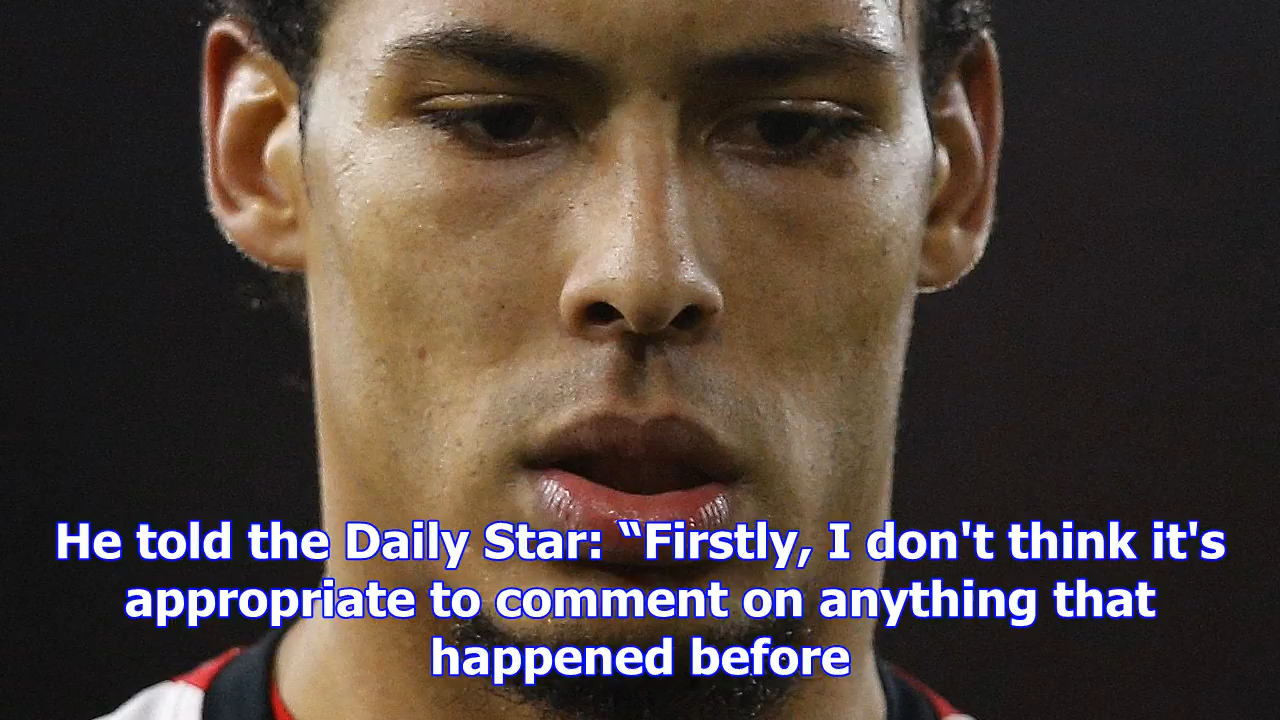 He told the Daily Star: “Firstly, I don't think it's
appropriate to comment on anything that
happened before